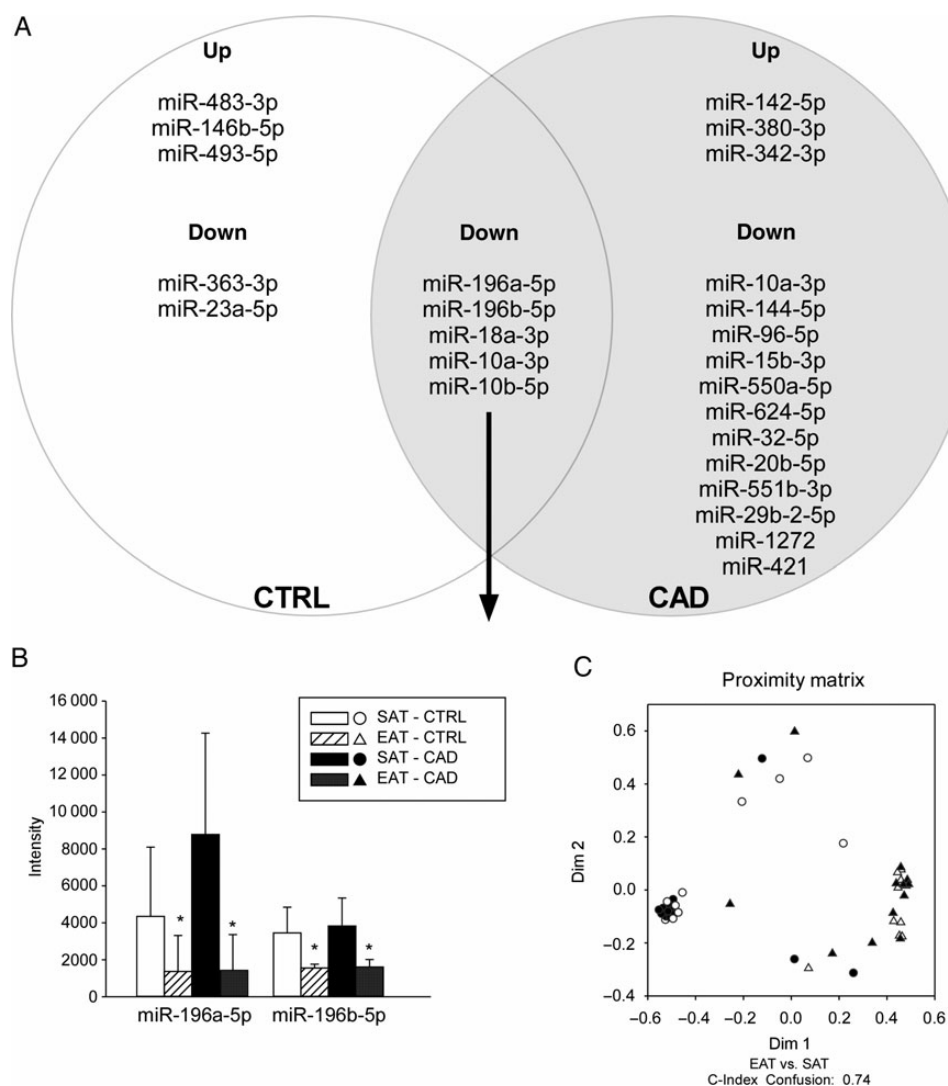 A
Up
miR-483-3p
miR-146b-5p
miR-493-5p
Down
miR-363-3p
miR-23a-5p
CTRL
Down
miR-196a-5p
miR-196b-5p
miR-18a-3p
miR-10a-3p
miR-10b-5p
Up
miR-142-5p
miR-380-3p
miR-342-3p
Down
miR-10a-3p
miR-144-5p
miR-96-5p
miR-15b-3p
miR-550a-5p
miR-624-5p
miR-32-5p
miR-20b-5p
miR-551b-3p
miR-29b-2-5p
miR-1272
miR-421
CAD
B
16 000
14 000
12 000
10 000
8000
6000
4000
2000
0
Intensity
SAT - CTRL
EAT - CTRL
SAT - CAD
EAT - CAD
* * * *
miR-196a-5p miR-196b-5p
C
Proximity matrix
0.6
0.4
0.2
0.0
−0.2
−0.4
Dim 2
−0.6 −0.4 −0.2 0.0 0.2 0.4 0.6
Dim 1
EAT vs. SAT
C-Index Confusion: 0.74